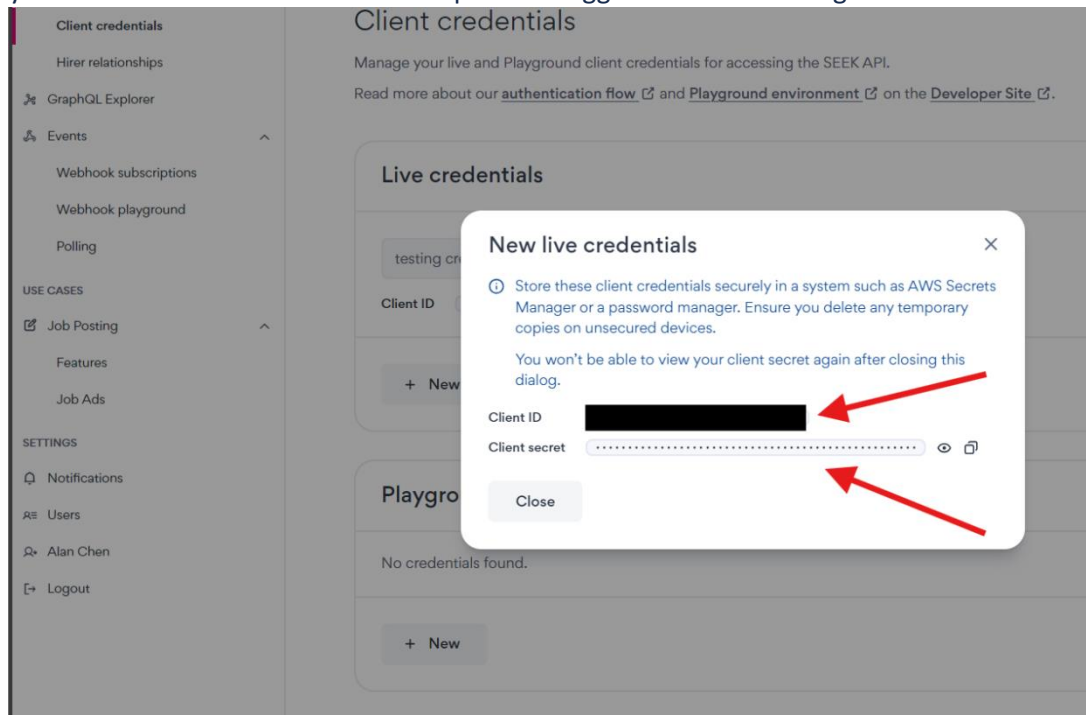 Client credentials
Hirer relationships
GraphQL Explorer
Events
Webhook subscriptions
Webhook playground
Polling
USE CASES
Job Posting
Features
Job Ads
SETTINGS
Notifications
Users
Alan Chen
Logout
Client credentials
Manage your live and Playground client credentials for accessing the SEEK API.
Read more about our authentication flow and Playground environment on the Developer Site.
Live credentials
testing cr
Client ID
+ New
Playgro
No credentials found.
+ New
New live credentials
Store these client credentials securely in a system such as AWS Secrets
Manager or a password manager. Ensure you delete any temporary
copies on unsecured devices.
You won't be able to view your client secret again after closing this
dialog.
Client ID
Client secret
Close